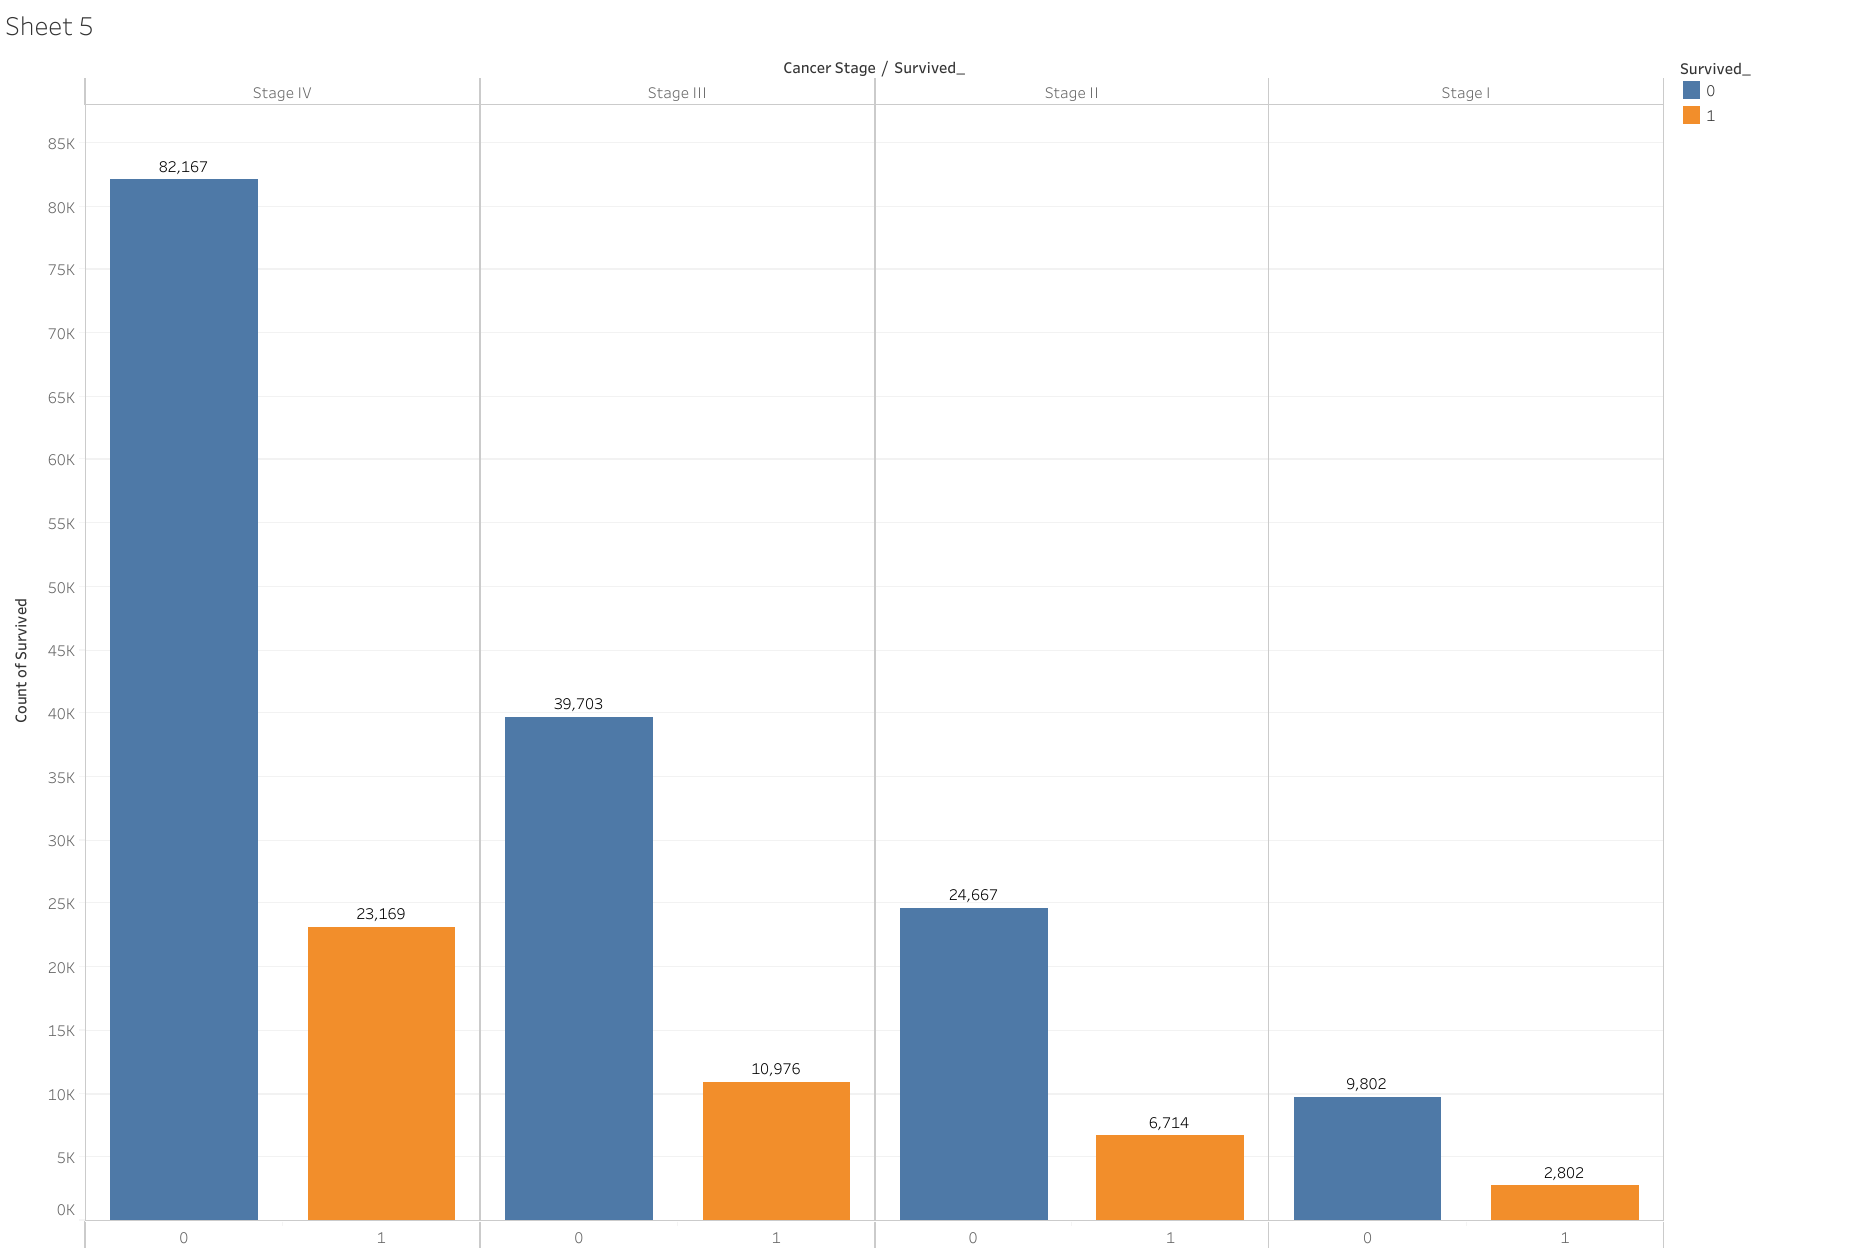 Sheet 5
Cancer Stage / Survived_
Stage IV Stage III Stage II Stage I
Survived_
0
1
85K
80K
75K
70K
65K
60K
55K
50K
45K
40K
35K
30K
25K
20K
15K
10K
5K
0K
Count of Survived
82,167
23,169
39,703
10,976
24,667
6,714
9,802
2,802
0 1 0 1 0 1 0 1